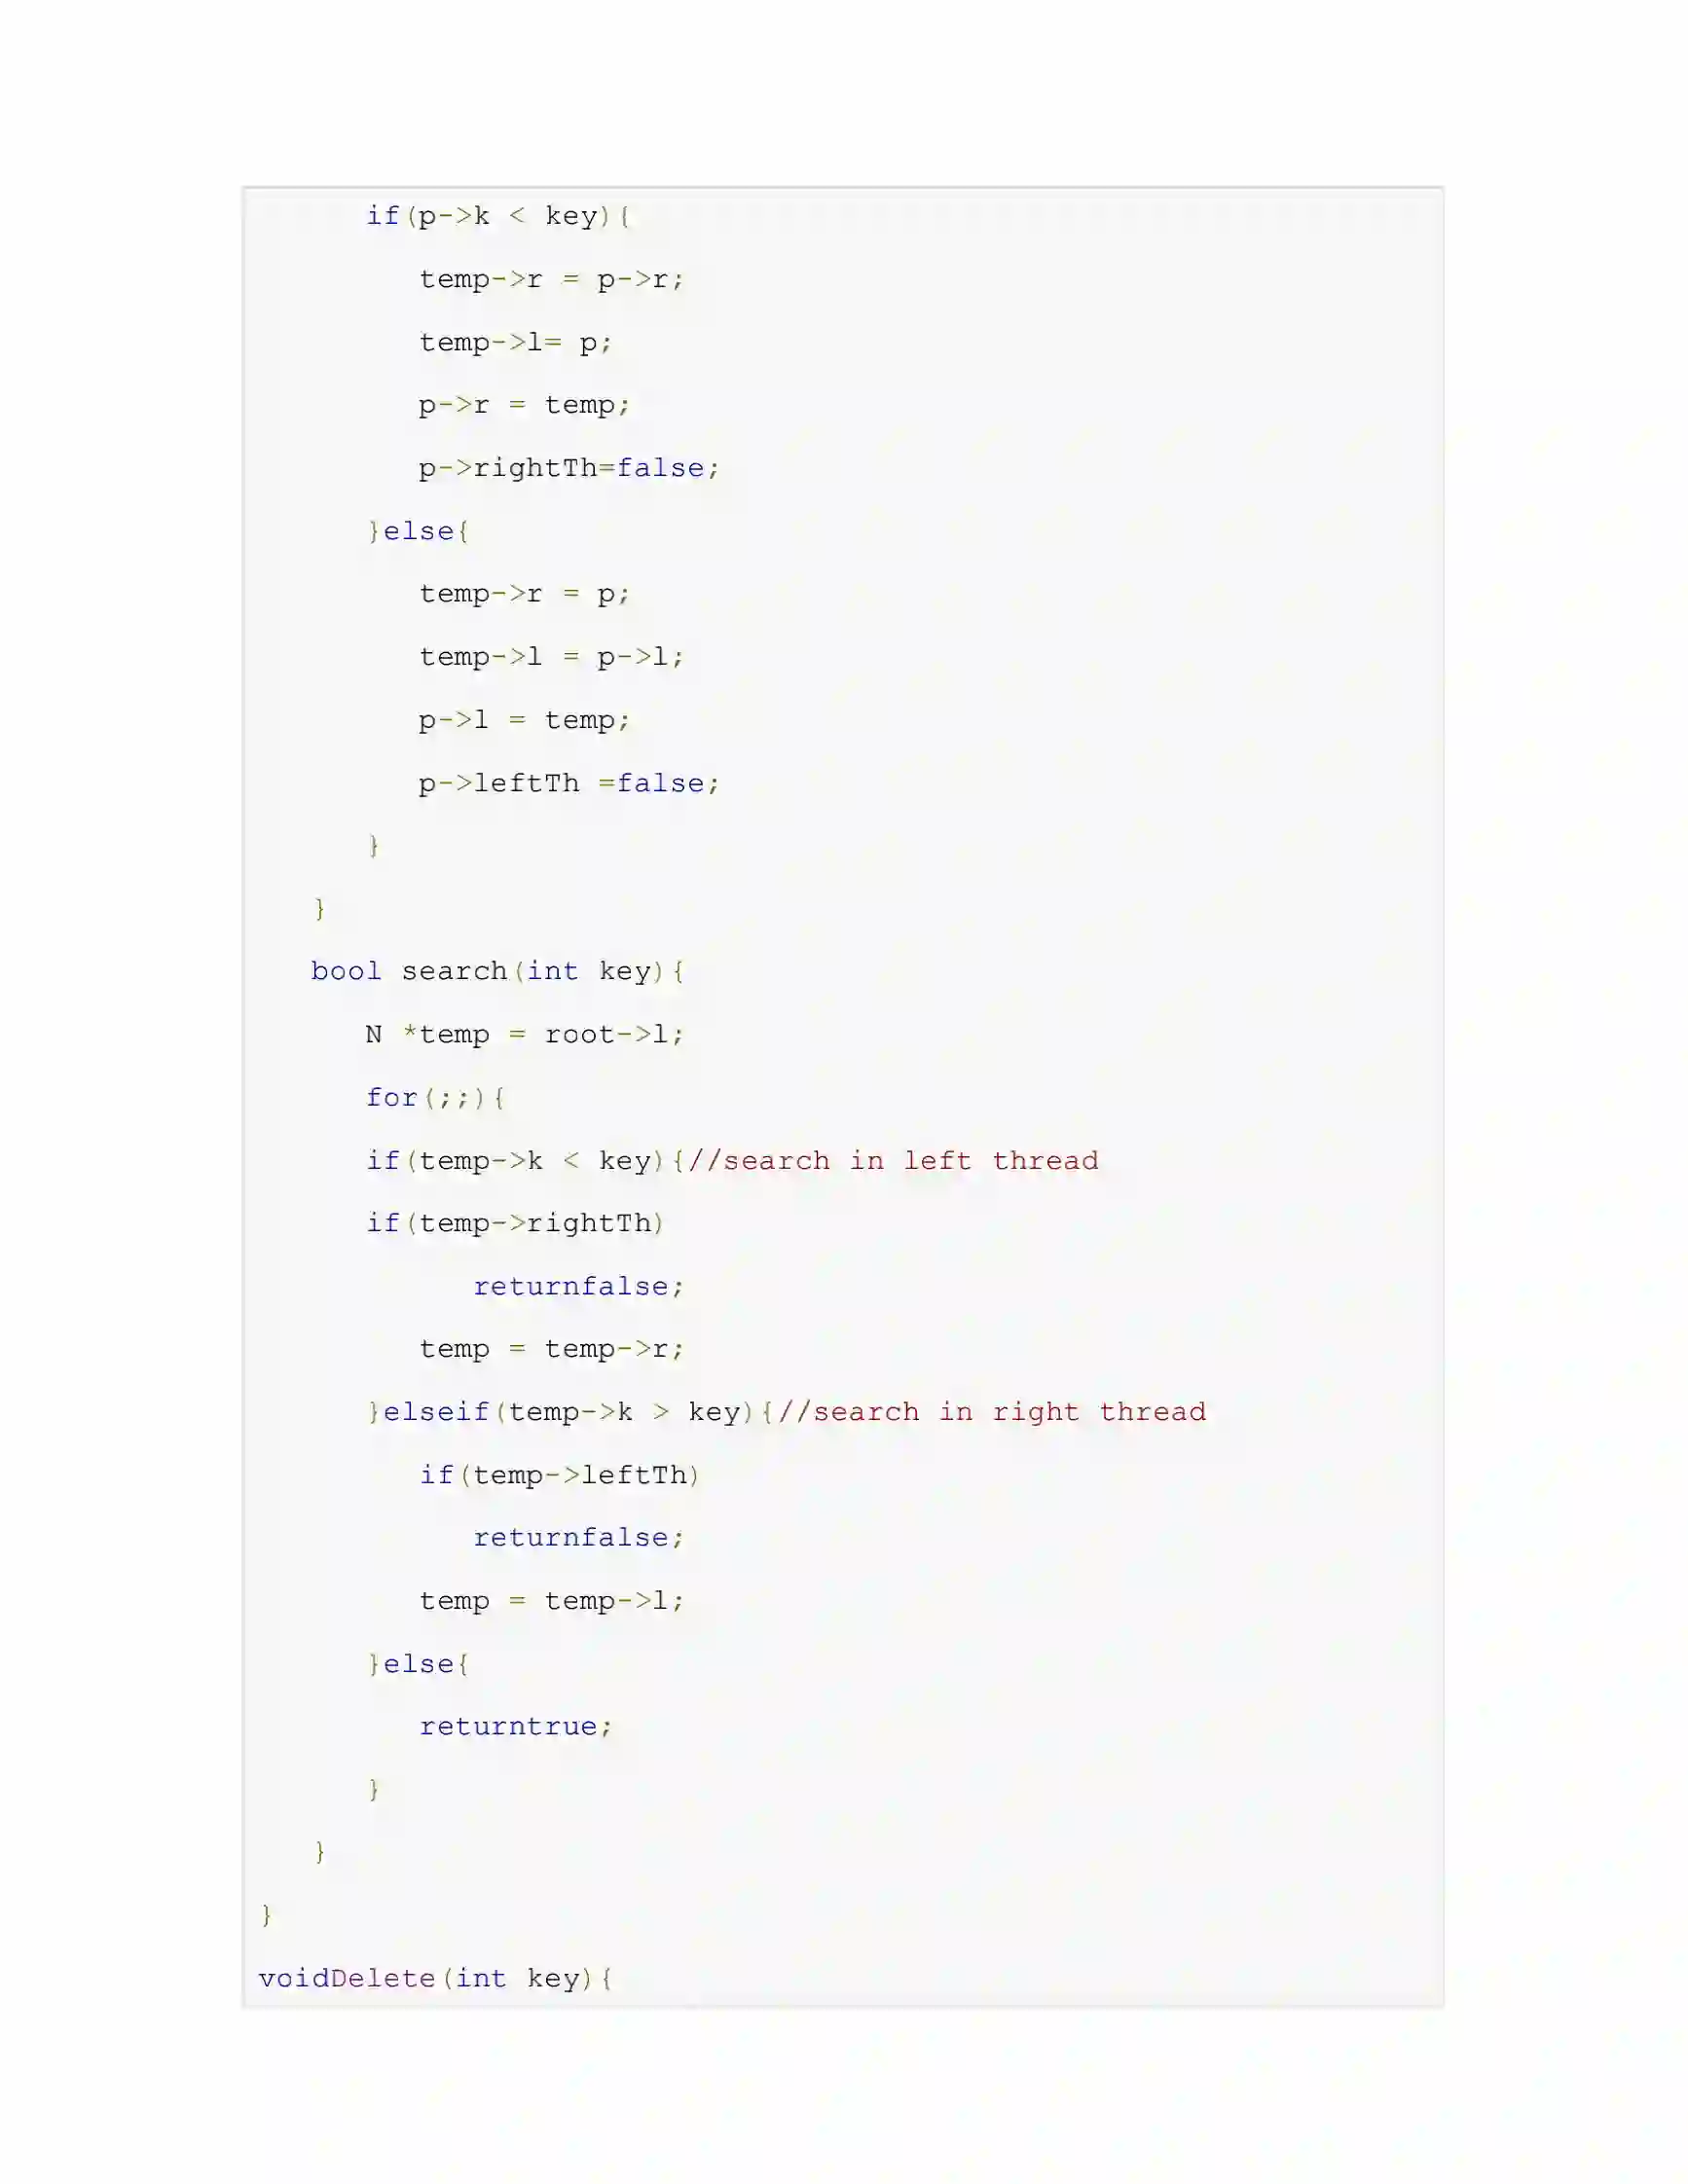 if(p->k < key){
temp->r = p->r;
temp->l= p;
p->r = temp;
p->rightTh=false;
}else{
temp->r = p;
temp->l = p->l;
p->l = temp;
p->leftTh =false;
}
}
bool search(int key){
N *temp = root->l;
for(;;){
if(temp->k < key){//search in left thread
if(temp->rightTh)
returnfalse;
temp = temp->r;
}elseif(temp->k > key){//search in right thread
if(temp->leftTh)
returnfalse;
temp = temp->l;
}else{
returntrue;
}
}
}
voidDelete(int key){